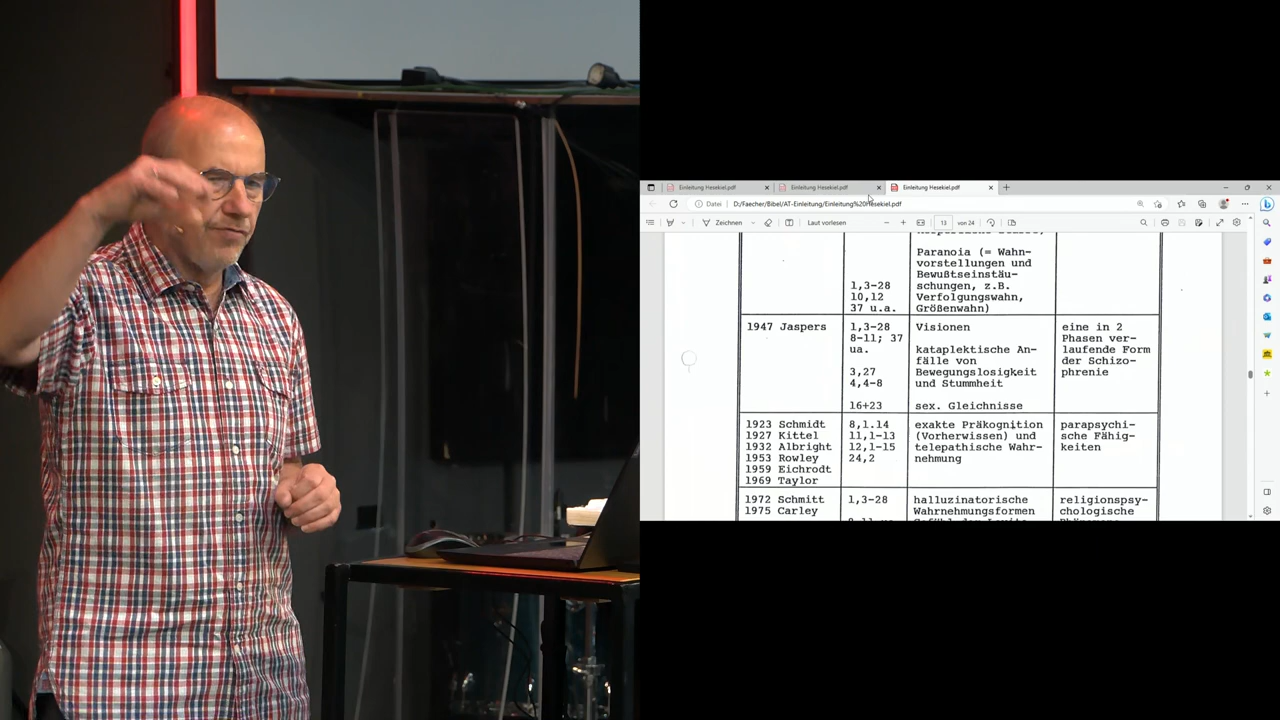 Einleitung Hesekiel.pdf
Einleitung Hesekiel.pdf
Einleitung Hesekiel.pdf
Datei
D:/Faecher/Bibel/AT-Einleitung/Einleitung%20Hesekiel.pdf
Zeichnen
Laut vorlesen
13 von 24
Paranoia (= Wahn-
vorstellungen und
Bewußtseinstäu-
1,3-28 schungen, z.B.
10,12 Verfolgungswahn,
37 u.a. Größenwahn)
1947 Jaspers 1,3-28 Visionen eine in 2
8-11; 37 Phasen ver-
ua. kataplektische An- laufende Form
fälle von der Schizo-
3,27 Bewegungslosigkeit phrenie
4,4-8 und Stummheit
16+23 sex. Gleichnisse
1923 Schmidt 8,1.14 exakte Präkognition parapsychi-
1927 Kittel 11,1-13 (Vorherwissen) und sche Fähig-
1932 Albright 12,1-15 telepathische Wahr- keiten
1953 Rowley 24,2 nehmung
1959 Eichrodt
1969 Taylor
1972 Schmitt 1,3-28 halluzinatorische religionspsy-
1975 Carley Wahrnehmungsformen chologische